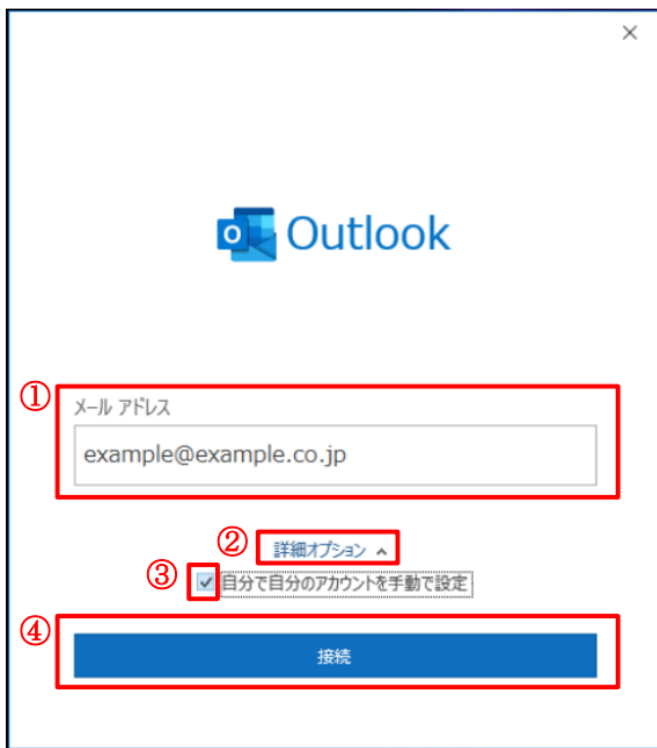 Outlook
①
メール アドレス
example@example.co.jp
②
詳細オプション
③
自分で自分のアカウントを手動で設定
④
接続